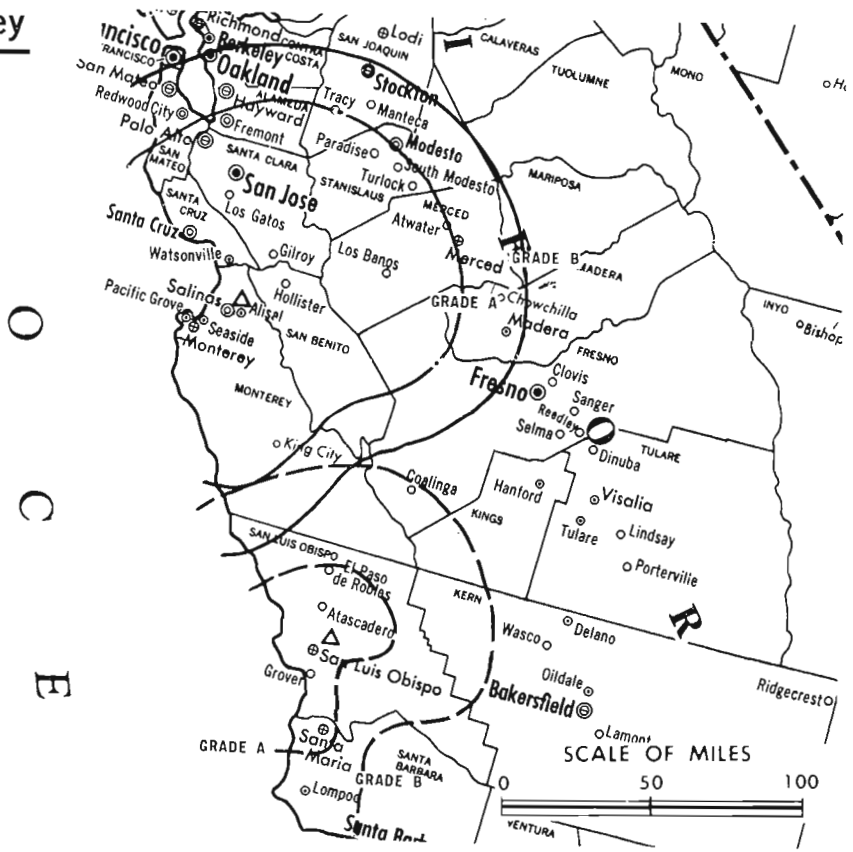 ey
Richmond
Lodi
CONTRA
COSTA
SAN JOAQUIN
CALAVERAS
I
ncisco
Berkeley
RANCISCO
Oakland
TUOLUMNE
MONO
San Mateo
Stockton
ALAMEDA
Tracy
Redwood City
Hayward
Manteca
Palo Alto
Fremont
Paradise
Modesto
SAN
MATEO
SANTA CLARA
South Modesto
San Jose
STANISLAUS
Turlock
MARIPOSA
SANTA
CRUZ
Los Gatos
MERCED
Santa Cruz
Atwater
Watsonville
Gilroy
Los Banos
Merced
GRADE B
MADERA
Pacific Grove
Salinas
Alisal
Hollister
GRADE A
Chowchilla
INYO
Seaside
Madera
Bishop
Monterey
SAN BENITO
FRESNO
Clovis
Fresno
MONTEREY
Sanger
Reedley
Selma
King City
Dinuba
TULARE
Coalinga
Hanford
Visalia
KINGS
Tulare
Lindsay
SAN LUIS OBISPO
El Paso
de Robles
Porterville
KERN
Atascadero
Delano
R
Wasco
San Luis Obispo
Grover
Oildale
Bakersfield
Ridgecrest
Santa
Maria
Lamont
GRADE A
SANTA
BARBARA
SCALE OF MILES
GRADE B
0 50 100
Lompoc
VENTURA
O
C
E